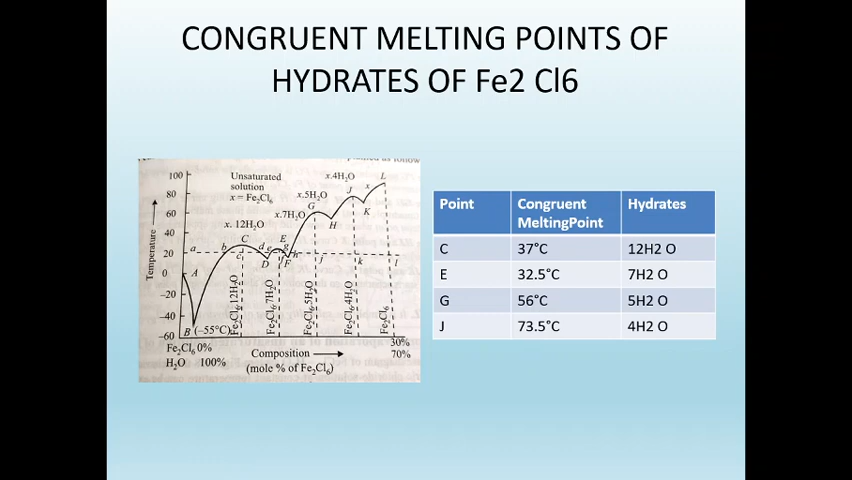 CONGRUENT MELTING POINTS OF
HYDRATES OF Fe2 Cl6
100
80
60
40
20
0
−20
−40
−60
Temperature
Unsaturated
solution
x = Fe₂Cl₆
x. 12H₂O
x.7H₂O
x.5H₂O
x.4H₂O
x
a
A
B (−55°C)
b
C
c
d
e
D
E
g
f
F
h
G
H
j
J
K
k
L
l
Fe₂Cl₆.12H₂O
Fe₂Cl₆.7H₂O
Fe₂Cl₆.5H₂O
Fe₂Cl₆.4H₂O
Fe₂Cl₆
Fe₂Cl₆ 0%
H₂O 100%
Composition
(mole % of Fe₂Cl₆)
30%
70%
Point Congruent MeltingPoint Hydrates
C 37°C 12H2 O
E 32.5°C 7H2 O
G 56°C 5H2 O
J 73.5°C 4H2 O